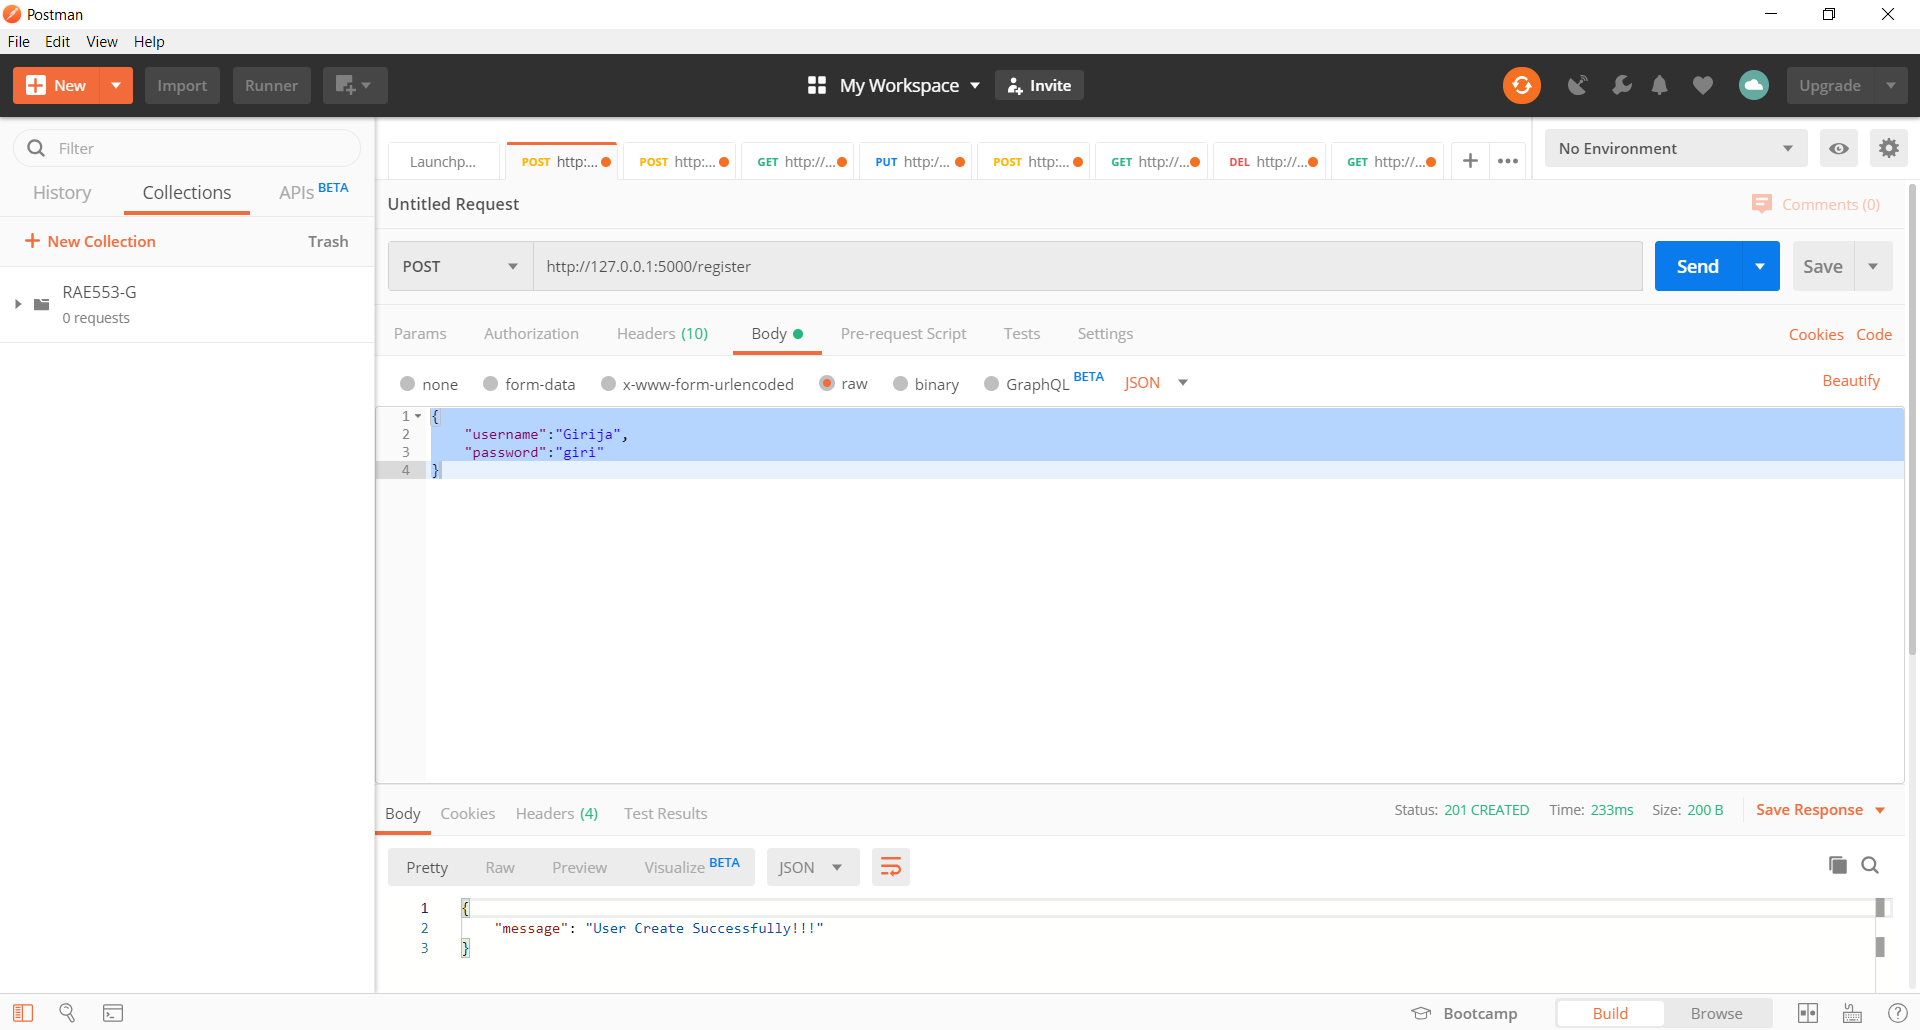 Postman
File Edit View Help
New Import Runner My Workspace Invite Upgrade
Filter
History Collections APIs BETA
New Collection Trash
RAE553-G
0 requests
Launchp... POST http:... POST http:... GET http://... PUT http:/... POST http:... GET http://... DEL http://... GET http://... No Environment
Untitled Request Comments (0)
POST http://127.0.0.1:5000/register Send Save
Params Authorization Headers (10) Body Pre-request Script Tests Settings Cookies Code
none form-data x-www-form-urlencoded raw binary GraphQL BETA JSON Beautify
1 {
2 "username":"Girija",
3 "password":"giri"
4 }
Body Cookies Headers (4) Test Results Status: 201 CREATED Time: 233ms Size: 200 B Save Response
Pretty Raw Preview Visualize BETA JSON
1 {
2 "message": "User Create Successfully!!!"
3 }
Bootcamp Build Browse